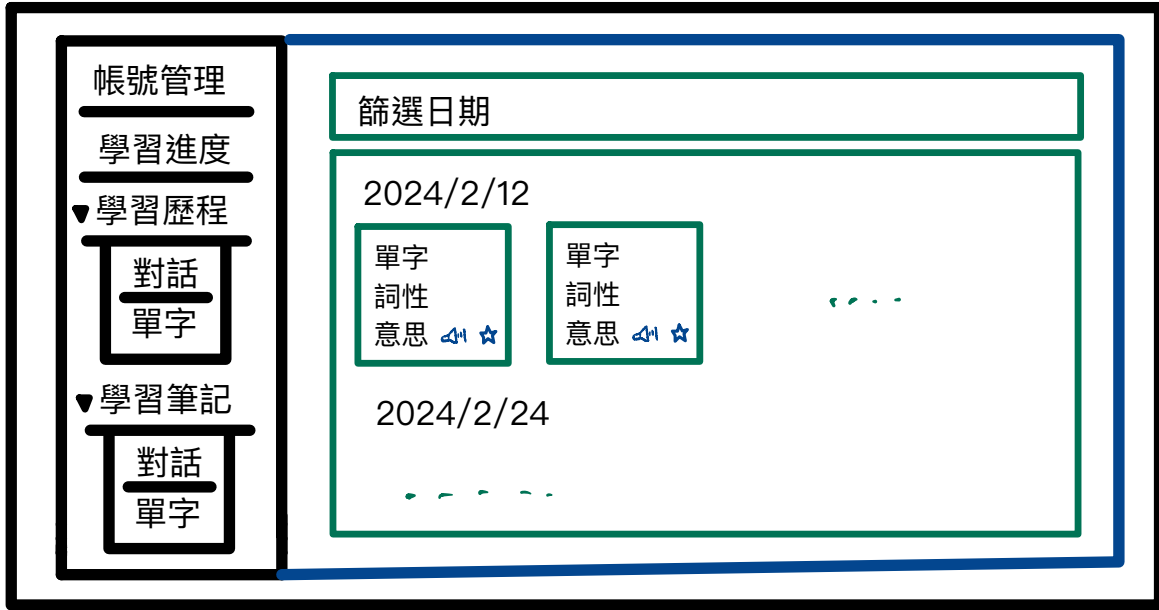 帳號管理
學習進度
學習歷程
對話
單字
學習筆記
對話
單字
篩選日期
2024/2/12
單字
詞性
意思
單字
詞性
意思
2024/2/24